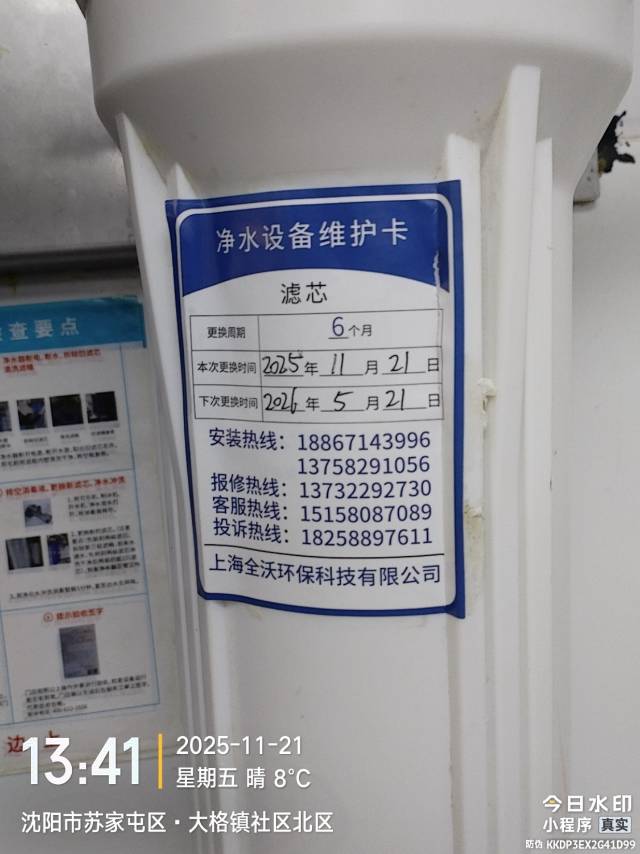 净水设备维护卡
滤芯
更换周期 6个月
本次更换时间 2025年 11月 21日
下次更换时间 2026年 5月 21日
安装热线：18867143996
13758291056
报修热线：13732292730
客服热线：15158087089
投诉热线：18258897611
上海全沃环保科技有限公司
查要点
13:41
2025-11-21
星期五 晴 8℃
沈阳市苏家屯区·大格镇社区北区
今日水印
小程序 真实
防伪 KKDP3EX2G41D99